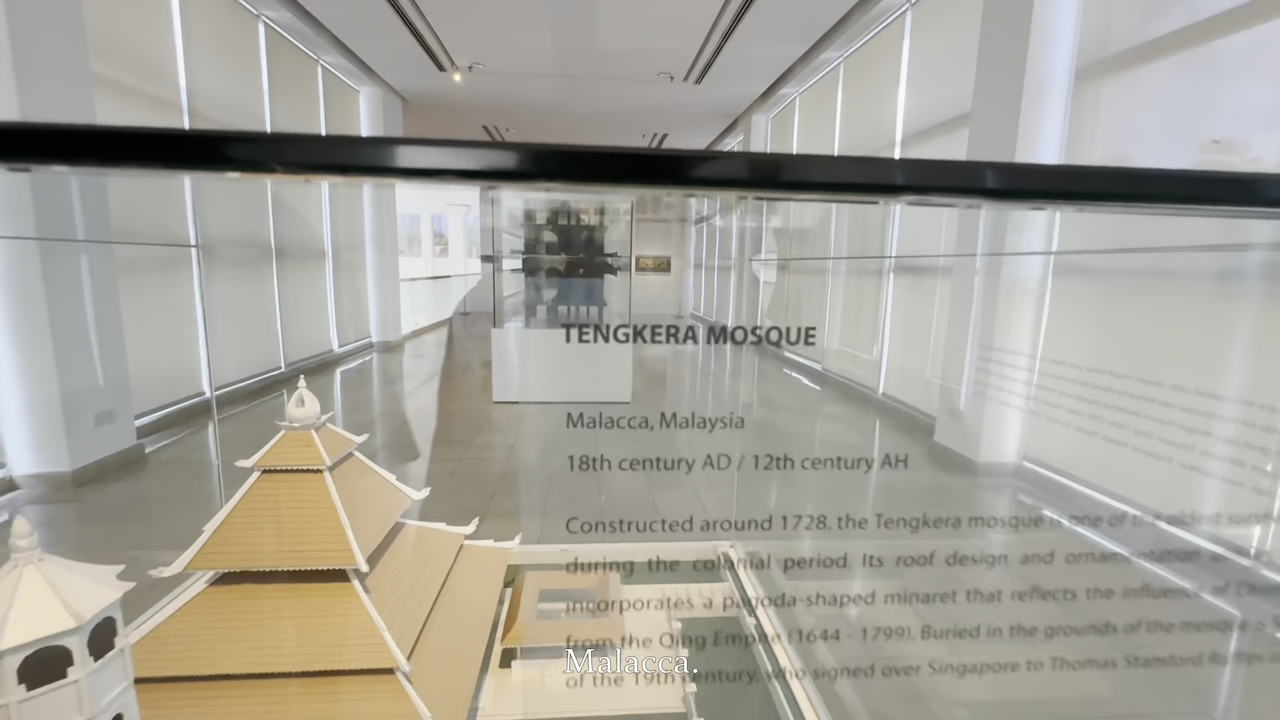 TENGKERA MOSQUE
Malacca, Malaysia
18th century AD / 12th century AH
Constructed around 1728, the Tengkera mosque is one of the oldest
during the colonial period. Its roof design and ornamentation
incorporates a pagoda-shaped minaret that reflects the influence of
from the Qing Empire (1644 - 1799). Buried in the grounds of the mosque
of the 19th century, who signed over Singapore to Thomas Stamford Raffles
Malacca.